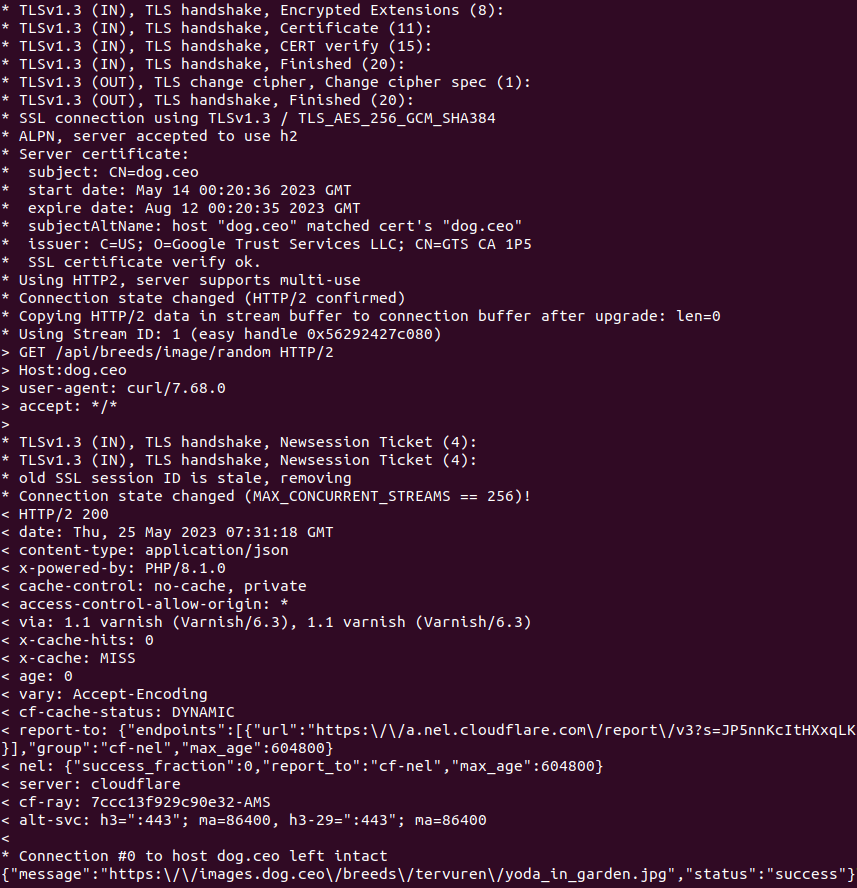 * TLSv1.3 (IN), TLS handshake, Encrypted Extensions (8):
* TLSv1.3 (IN), TLS handshake, Certificate (11):
* TLSv1.3 (IN), TLS handshake, CERT verify (15):
* TLSv1.3 (IN), TLS handshake, Finished (20):
* TLSv1.3 (OUT), TLS change cipher, Change cipher spec (1):
* TLSv1.3 (OUT), TLS handshake, Finished (20):
* SSL connection using TLSv1.3 / TLS_AES_256_GCM_SHA384
* ALPN, server accepted to use h2
* Server certificate:
*  subject: CN=dog.ceo
*  start date: May 14 00:20:36 2023 GMT
*  expire date: Aug 12 00:20:35 2023 GMT
*  subjectAltName: host "dog.ceo" matched cert's "dog.ceo"
*  issuer: C=US; O=Google Trust Services LLC; CN=GTS CA 1P5
*  SSL certificate verify ok.
* Using HTTP2, server supports multi-use
* Connection state changed (HTTP/2 confirmed)
* Copying HTTP/2 data in stream buffer to connection buffer after upgrade: len=0
* Using Stream ID: 1 (easy handle 0x56292427c080)
> GET /api/breeds/image/random HTTP/2
> Host:dog.ceo
> user-agent: curl/7.68.0
> accept: */*
>
* TLSv1.3 (IN), TLS handshake, Newsession Ticket (4):
* TLSv1.3 (IN), TLS handshake, Newsession Ticket (4):
* old SSL session ID is stale, removing
* Connection state changed (MAX_CONCURRENT_STREAMS == 256)!
< HTTP/2 200
< date: Thu, 25 May 2023 07:31:18 GMT
< content-type: application/json
< x-powered-by: PHP/8.1.0
< cache-control: no-cache, private
< access-control-allow-origin: *
< via: 1.1 varnish (Varnish/6.3), 1.1 varnish (Varnish/6.3)
< x-cache-hits: 0
< x-cache: MISS
< age: 0
< vary: Accept-Encoding
< cf-cache-status: DYNAMIC
< report-to: {"endpoints":[{"url":"https:\/\/a.nel.cloudflare.com\/report\/v3?s=JP5nnKcItHXxqLK
}],"group":"cf-nel","max_age":604800}
< nel: {"success_fraction":0,"report_to":"cf-nel","max_age":604800}
< server: cloudflare
< cf-ray: 7ccc13f929c90e32-AMS
< alt-svc: h3=":443"; ma=86400, h3-29=":443"; ma=86400
<
* Connection #0 to host dog.ceo left intact
{"message":"https:\/\/images.dog.ceo\/breeds\/tervuren\/yoda_in_garden.jpg","status":"success"}